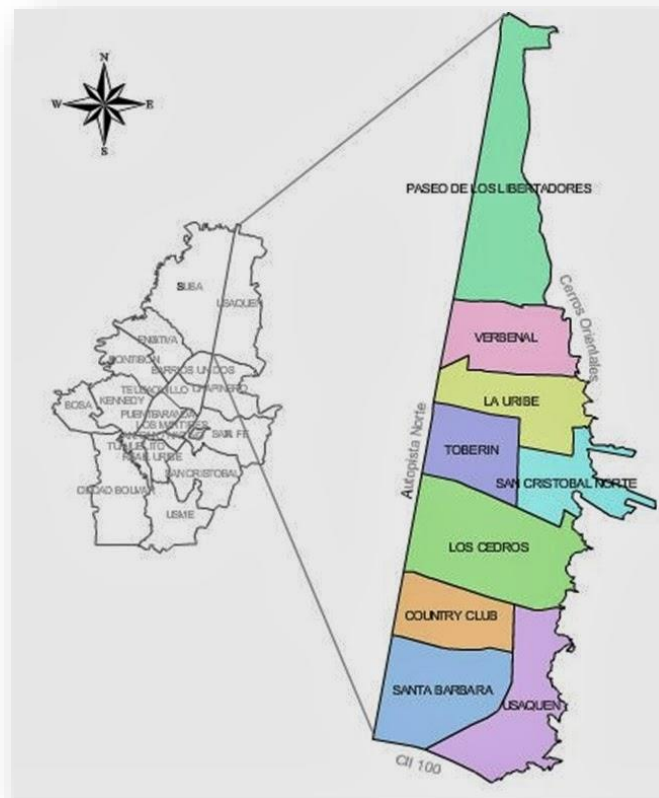 N
W E
S
SUBA
USAQUEN
ENGATIVA
FONTIBON
BARRIOS UNIDOS
TEUSAQUILLO
CHAPINERO
KENNEDY
BOSA
PUENTE ARANDA
LOS MARTIRES
TUNJUELITO
RAFAEL URIBE
SAN CRISTOBAL
CIUDAD BOLIVAR
USME
PASEO DE LOS LIBERTADORES
Cerros Orientales
VERBENAL
LA URIBE
Autopista Norte
TOBERIN
SAN CRISTOBAL NORTE
LOS CEDROS
COUNTRY CLUB
SANTA BARBARA
USAQUEN
Cll 100